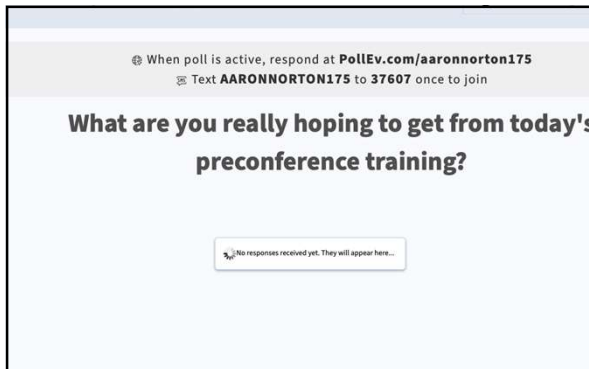 When poll is active, respond at PollEv.com/aaronnorton175
Text AARONNORTON175 to 37607 once to join
What are you really hoping to get from today's
preconference training?
No responses received yet. They will appear here...